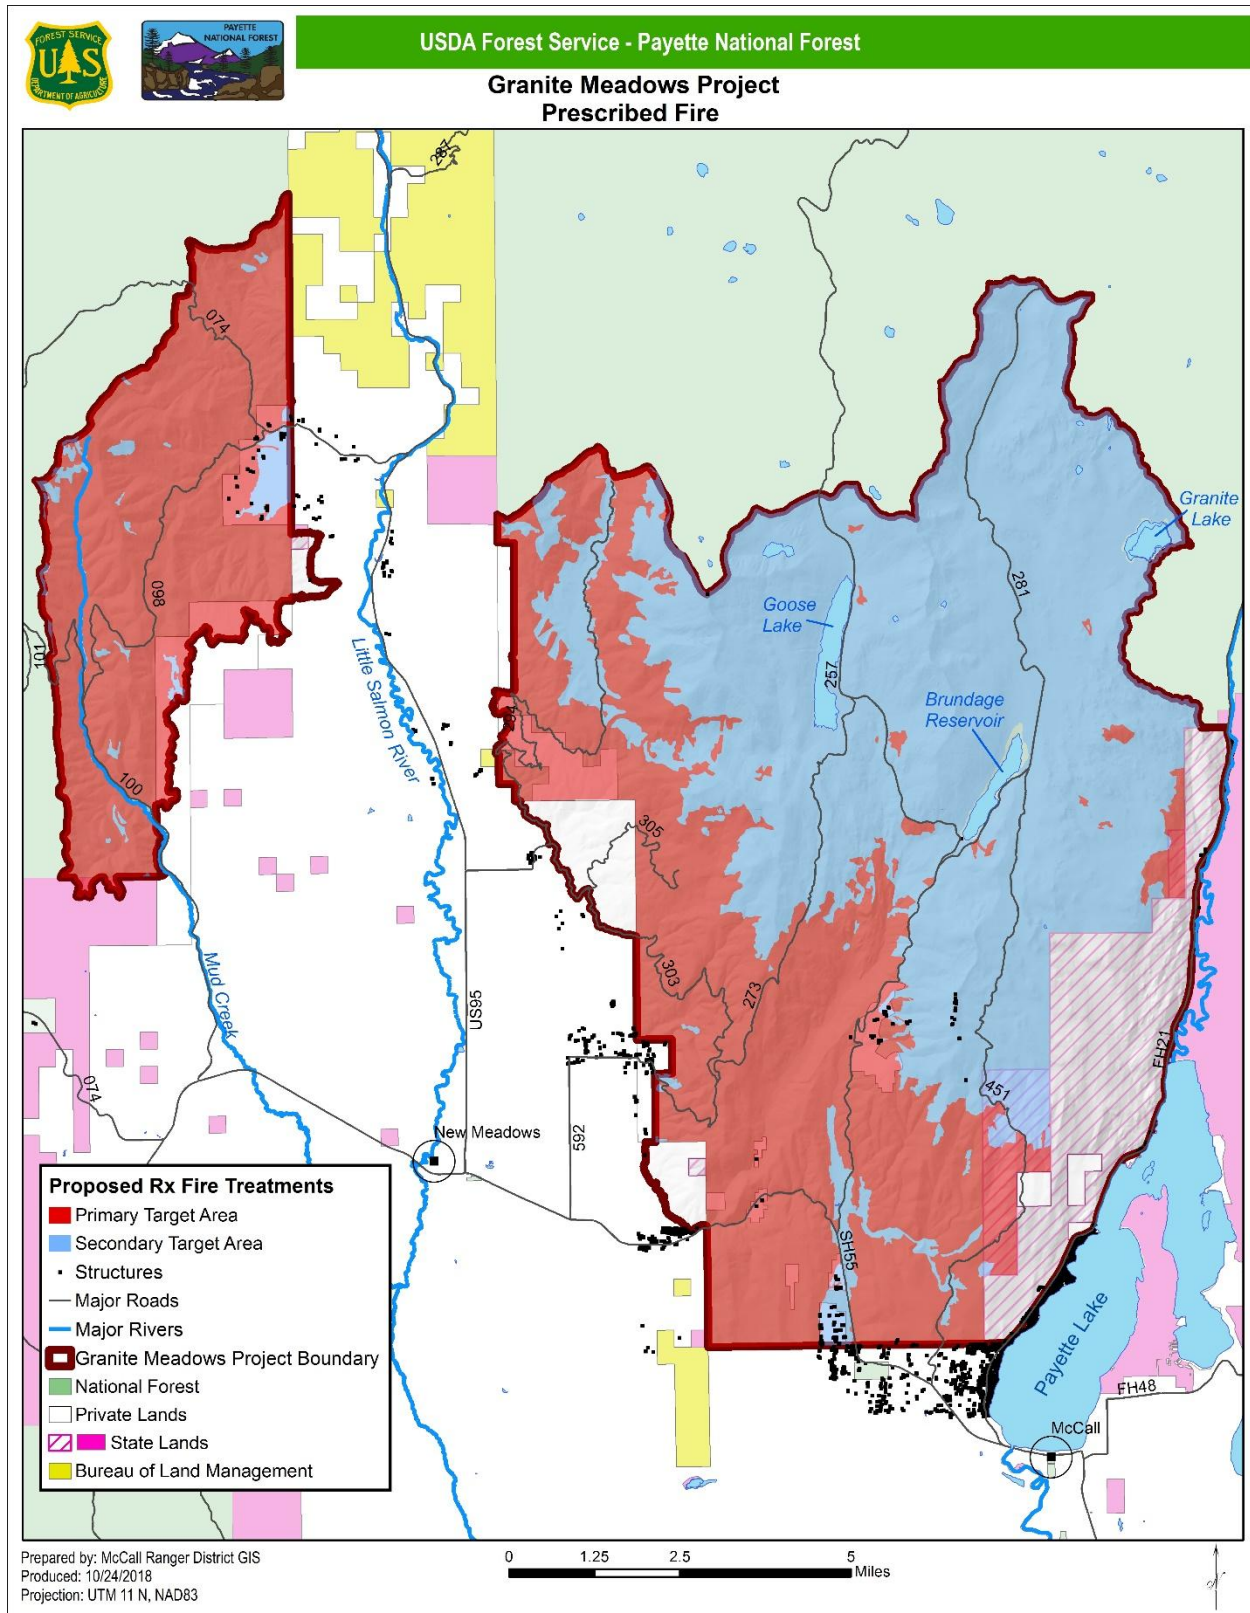 FOREST SERVICE
UAS
DEPARTMENT OF AGRICULTURE
PAYETTE
NATIONAL FOREST
USDA Forest Service - Payette National Forest
Granite Meadows Project
Prescribed Fire
287
074
Granite
Lake
281
Goose
Lake
257
098
101
Little Salmon River
Brundage
Reservoir
100
305
303
273
Mud Creek
US95
FH21
074
451
592
New Meadows
SH55
Payette Lake
FH48
McCall
Proposed Rx Fire Treatments
Primary Target Area
Secondary Target Area
Structures
Major Roads
Major Rivers
Granite Meadows Project Boundary
National Forest
Private Lands
State Lands
Bureau of Land Management
Prepared by: McCall Ranger District GIS
Produced: 10/24/2018
Projection: UTM 11 N, NAD83
0 1.25 2.5 5
Miles
N